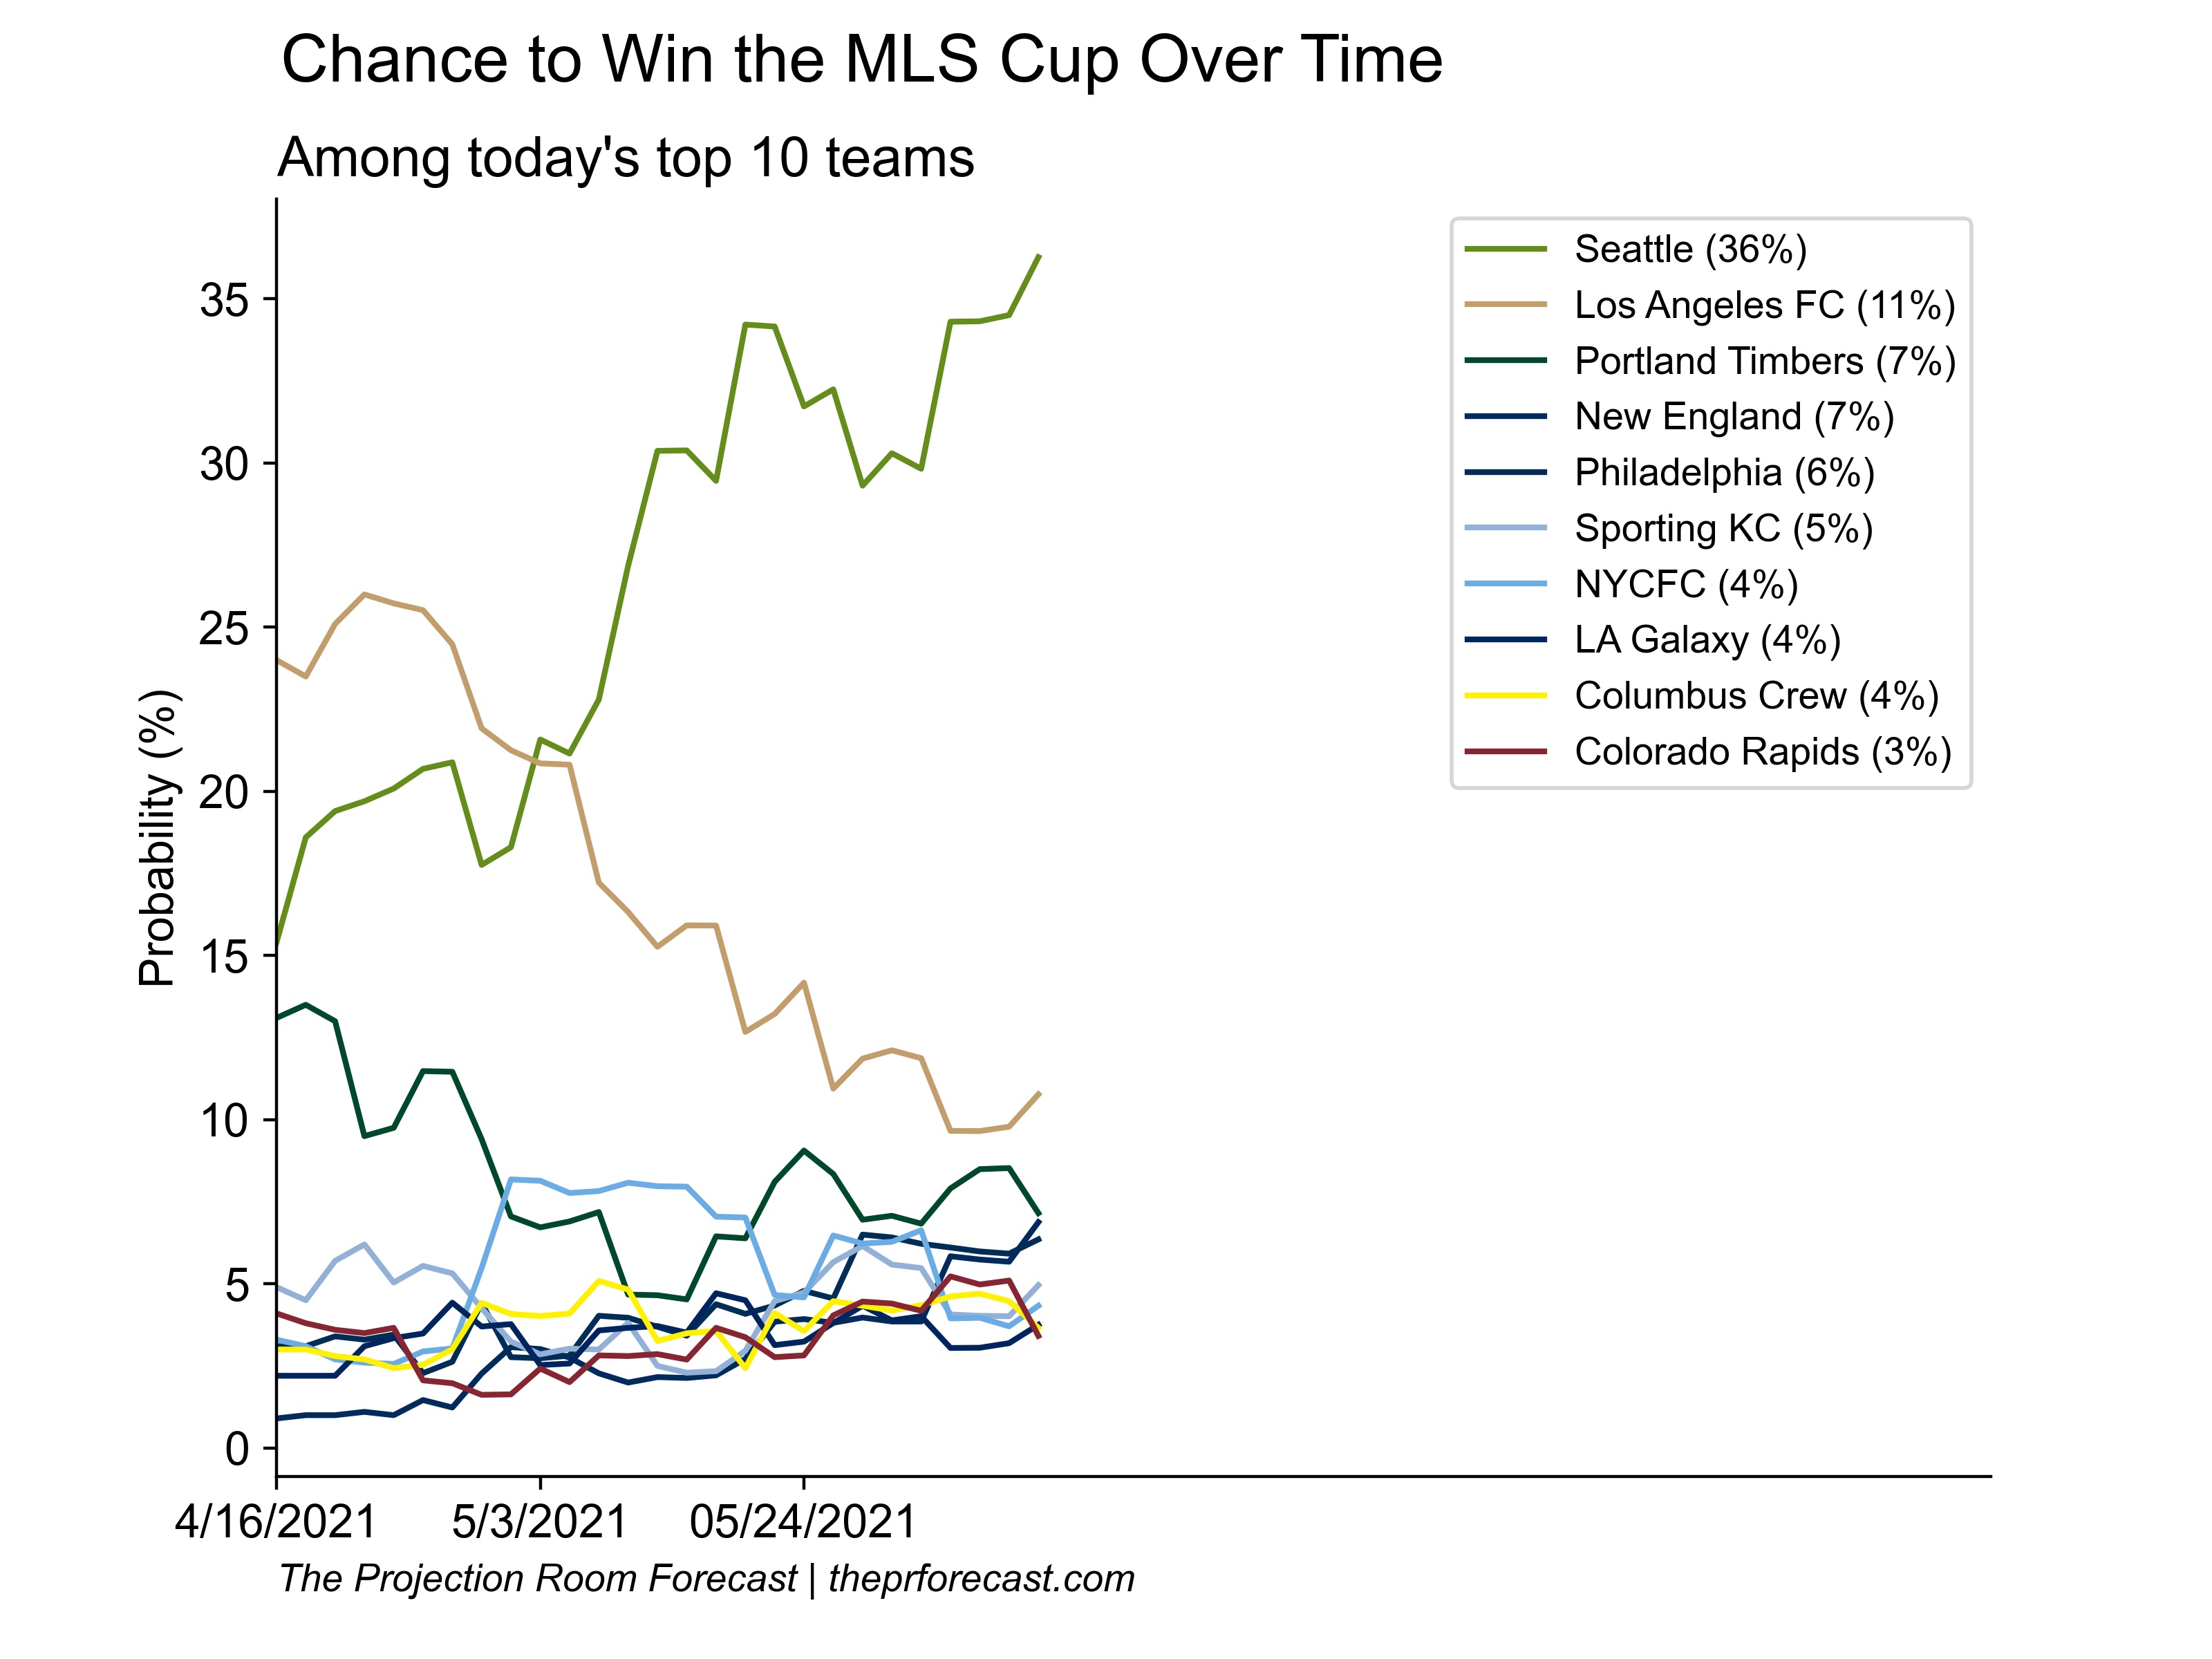 Chance to Win the MLS Cup Over Time
Among today's top 10 teams
Seattle (36%)
Los Angeles FC (11%)
Portland Timbers (7%)
New England (7%)
Philadelphia (6%)
Sporting KC (5%)
NYCFC (4%)
LA Galaxy (4%)
Columbus Crew (4%)
Colorado Rapids (3%)
Probability (%)
35
30
25
20
15
10
5
0
4/16/2021 5/3/2021 05/24/2021
The Projection Room Forecast | theprforecast.com